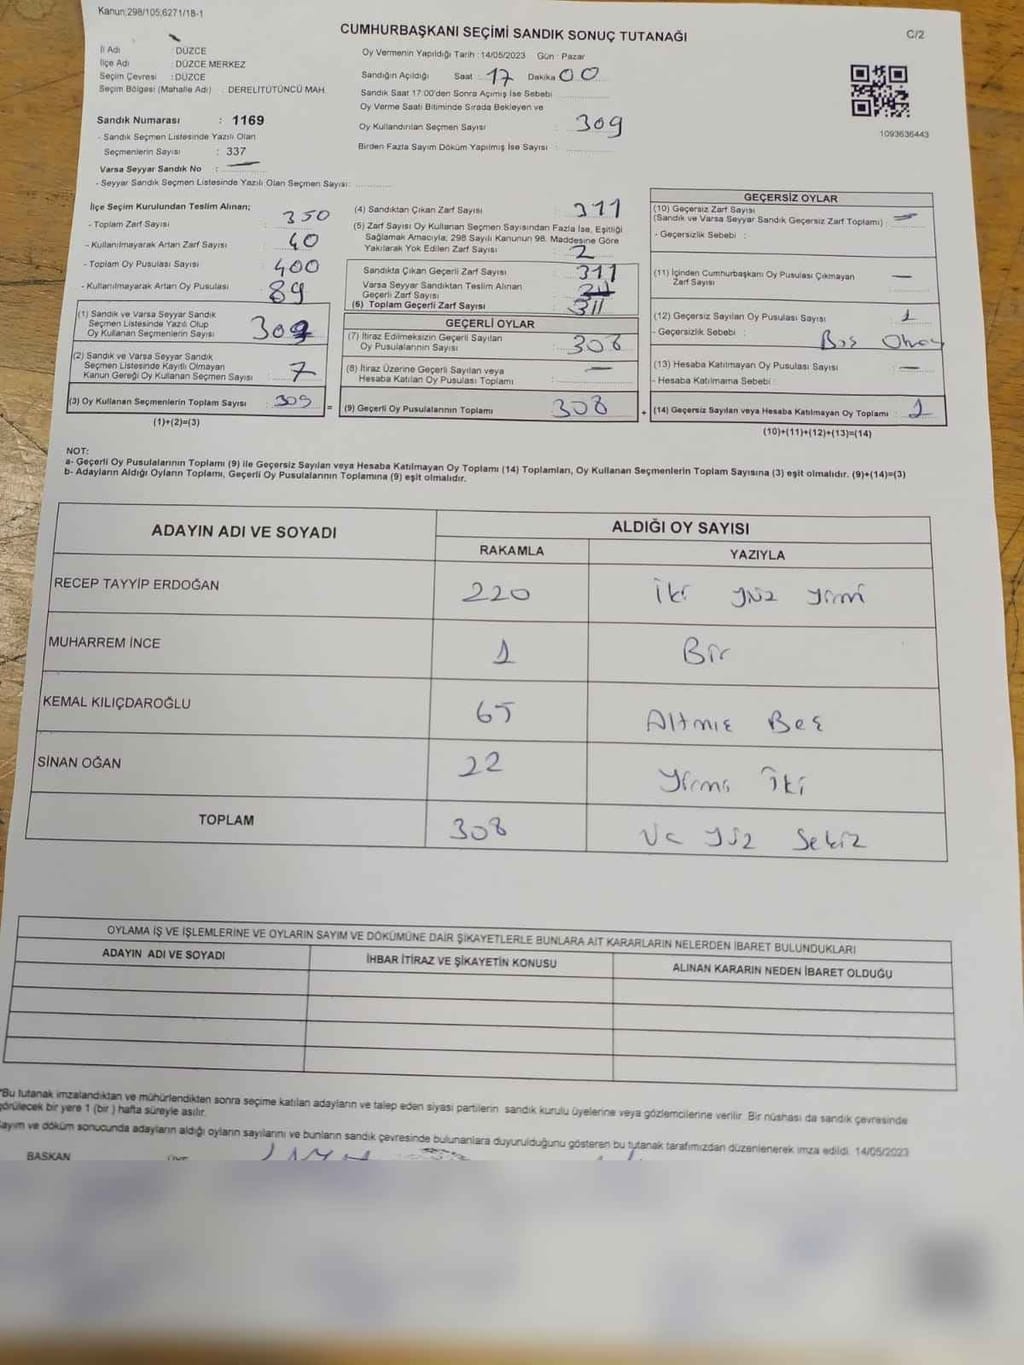 Kanun;298/105,6271/18-1
CUMHURBAŞKANI SEÇİMİ SANDIK SONUÇ TUTANAĞI
C/2
İl Adı : DÜZCE
İlçe Adı : DÜZCE MERKEZ
Seçim Çevresi : DÜZCE
Seçim Bölgesi (Mahalle Adı) : DERELİTÜTÜNCÜ MAH.
Oy Vermenin Yapıldığı Tarih : 14/05/2023 Gün : Pazar
Sandığın Açıldığı Saat : 17 Dakika 00
Sandık Saat 17:00'den Sonra Açımış İse Sebebi :
Oy Verme Saati Bitiminde Sırada Bekleyen ve
Oy Kullandırılan Seçmen Sayısı : 309
Birden Fazla Sayım Döküm Yapılmış İse Sayısı :
1093636443
Sandık Numarası : 1169
- Sandık Seçmen Listesinde Yazılı Olan
Seçmenlerin Sayısı : 337
Varsa Seyyar Sandık No :
- Seyyar Sandık Seçmen Listesinde Yazılı Olan Seçmen Sayısı:
İlçe Seçim Kurulundan Teslim Alınan;
- Toplam Zarf Sayısı : 350
- Kullanılmayarak Artan Zarf Sayısı : 40
- Toplam Oy Pusulası Sayısı : 400
- Kullanılmayarak Artan Oy Pusulası : 89
(1) Sandık ve Varsa Seyyar Sandık
Seçmen Listesinde Yazılı Olup
Oy Kullanan Seçmenlerin Sayısı : 302
(2) Sandık ve Varsa Seyyar Sandık
Seçmen Listesinde Kayıtlı Olmayan
Kanun Gereği Oy Kullanan Seçmen Sayısı : 7
(3) Oy Kullanan Seçmenlerin Toplam Sayısı : 309
(1)+(2)=(3)
=
(4) Sandıktan Çıkan Zarf Sayısı : 311
(5) Zarf Sayısı Oy Kullanan Seçmen Sayısından Fazla İse, Eşitliği
Sağlamak Amacıyla; 298 Sayılı Kanunun 98. Maddesine Göre
Yakılarak Yok Edilen Zarf Sayısı : 2
Sandıkta Çıkan Geçerli Zarf Sayısı : 311
Varsa Seyyar Sandıktan Teslim Alınan
Geçerli Zarf Sayısı :
(6) Toplam Geçerli Zarf Sayısı : 311
GEÇERLİ OYLAR
(7) İtiraz Edilmeksizin Geçerli Sayılan
Oy Pusulalarının Sayısı : 308
(8) İtiraz Üzerine Geçerli Sayılan veya
Hesaba Katılan Oy Pusulası Toplamı : —
(9) Geçerli Oy Pusulalarının Toplamı : 308
+
GEÇERSİZ OYLAR
(10) Geçersiz Zarf Sayısı
(Sandık ve Varsa Seyyar Sandık Geçersiz Zarf Toplamı) : —
- Geçersizlik Sebebi :
(11) İçinden Cumhurbaşkanı Oy Pusulası Çıkmayan
Zarf Sayısı : —
(12) Geçersiz Sayılan Oy Pusulası Sayısı : 1
- Geçersizlik Sebebi : Boş
(13) Hesaba Katılmayan Oy Pusulası Sayısı : —
- Hesaba Katılmama Sebebi :
(14) Geçersiz Sayılan veya Hesaba Katılmayan Oy Toplamı : 1
(10)+(11)+(12)+(13)=(14)
NOT:
a- Geçerli Oy Pusulalarının Toplamı (9) ile Geçersiz Sayılan veya Hesaba Katılmayan Oy Toplamı (14) Toplamları, Oy Kullanan Seçmenlerin Toplam Sayısına (3) eşit olmalıdır. (9)+(14)=(3)
b- Adayların Aldığı Oyların Toplamı, Geçerli Oy Pusulalarının Toplamına (9) eşit olmalıdır.
ADAYIN ADI VE SOYADI
ALDIĞI OY SAYISI
RAKAMLA YAZIYLA
RECEP TAYYİP ERDOĞAN 220 İki yüz yirmi
MUHARREM İNCE 1 Bir
KEMAL KILIÇDAROĞLU 65 Altmış Beş
SİNAN OĞAN 22 Yirmi İki
TOPLAM 308 Üç yüz Sekiz
OYLAMA İŞ VE İŞLEMLERİNE VE OYLARIN SAYIM VE DÖKÜMÜNE DAİR ŞİKAYETLERLE BUNLARA AİT KARARLARIN NELERDEN İBARET BULUNDUKLARI
ADAYIN ADI VE SOYADI İHBAR İTİRAZ VE ŞİKAYETİN KONUSU ALINAN KARARIN NEDEN İBARET OLDUĞU
*Bu tutanak imzalandıktan ve mühürlendikten sonra seçime katılan adayların ve talep eden siyasi partilerin sandık kurulu üyelerine veya gözlemcilerine verilir. Bir nüshası da sandık çevresinde
görülecek bir yere 1 (bir ) hafta süreyle asılır.
Sayım ve döküm sonucunda adayların aldığı oyların sayılarını ve bunların sandık çevresinde bulunanlara duyurulduğunu gösteren bu tutanak tarafımızdan düzenlenerek imza edildi. 14/05/2023
BAŞKAN ÜYE